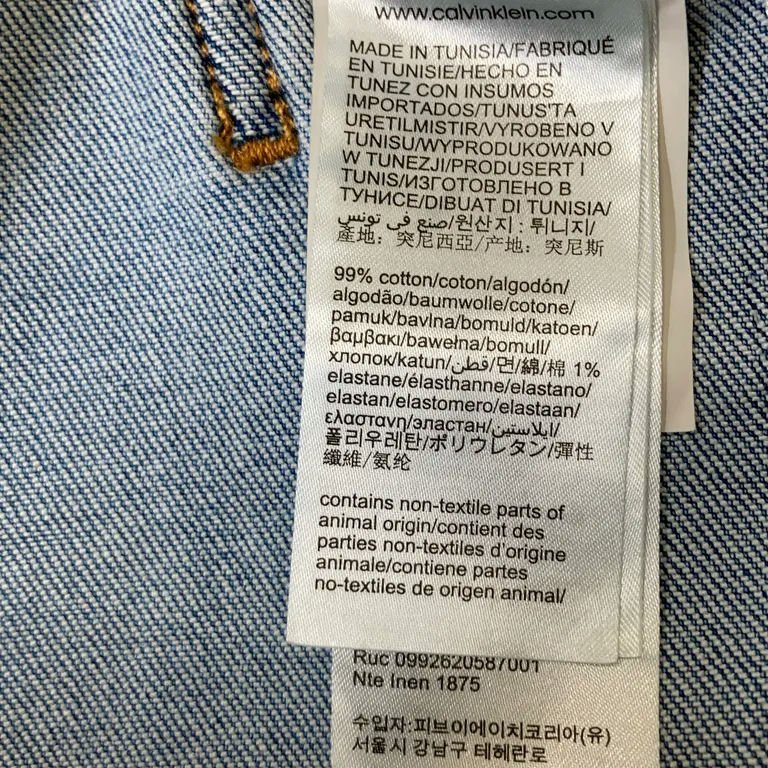 www.calvinklein.com
MADE IN TUNISIA/FABRIQUÉ
EN TUNISIE/HECHO EN
TUNEZ CON INSUMOS
IMPORTADOS/TUNUS'TA
URETILMISTIR/VYROBENO V
TUNISU/WYPRODUKOWANO
W TUNEZJI/PRODUSERT I
TUNIS/ИЗГОТОВЛЕНО В
ТУНИСЕ/DIBUAT DI TUNISIA/
صنع في تونس/원산지 : 튀니지/
產地: 突尼西亞/产地: 突尼斯
99% cotton/coton/algodón/
algodão/baumwolle/cotone/
pamuk/bavlna/bomuld/katoen/
βαμβακι/bawełna/bomull/
хлопок/katun/قطن/면/綿/棉 1%
elastane/élasthanne/elastano/
elastan/elastomero/elastaan/
ελαστανη/эластан/ايلاستين/
폴리우레탄/ポリウレタン/彈性
纖維/氨纶
contains non-textile parts of
animal origin/contient des
parties non-textiles d'origine
animale/contiene partes
no-textiles de origen animal/
Ruc 0992620587001
Nte Inen 1875
수입자:피브이에이치코리아(유)
서울시 강남구 테헤란로